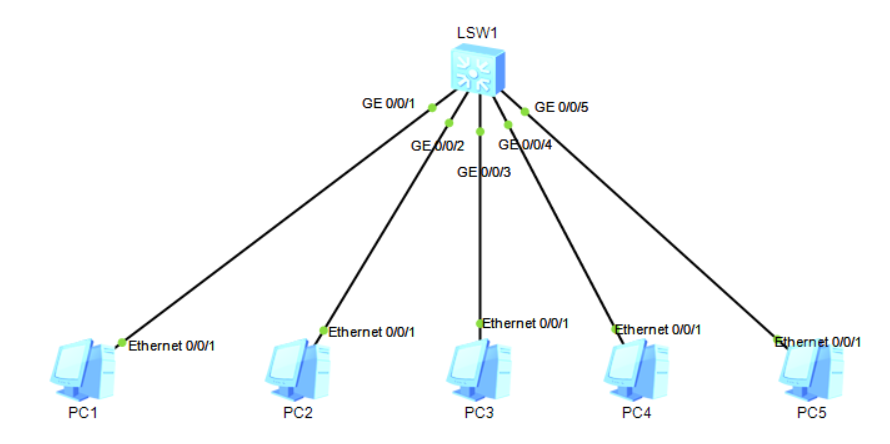 LSW1
GE 0/0/1
GE 0/0/5
GE 0/0/2
GE 0/0/4
GE 0/0/3
Ethernet 0/0/1
Ethernet 0/0/1
Ethernet 0/0/1
Ethernet 0/0/1
Ethernet 0/0/1
PC1
PC2
PC3
PC4
PC5